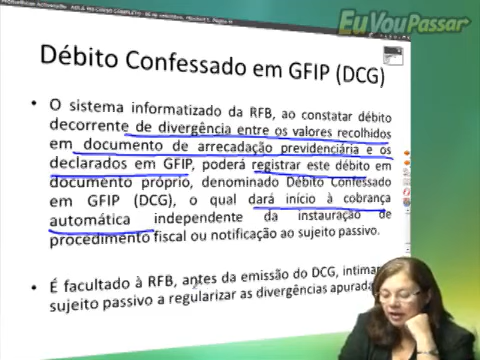 EuVouPassar
Débito Confessado em GFIP (DCG)
• O sistema informatizado da RFB, ao constatar débito
decorrente de divergência entre os valores recolhidos
em documento de arrecadação previdenciária e os
declarados em GFIP, poderá registrar este débito em
documento próprio, denominado Débito Confessado
em GFIP (DCG), o qual dará início à cobrança
automática independente da instauração de
procedimento fiscal ou notificação ao sujeito passivo.
• É facultado à RFB, antes da emissão do DCG, intimar
sujeito passivo a regularizar as divergências apuradas